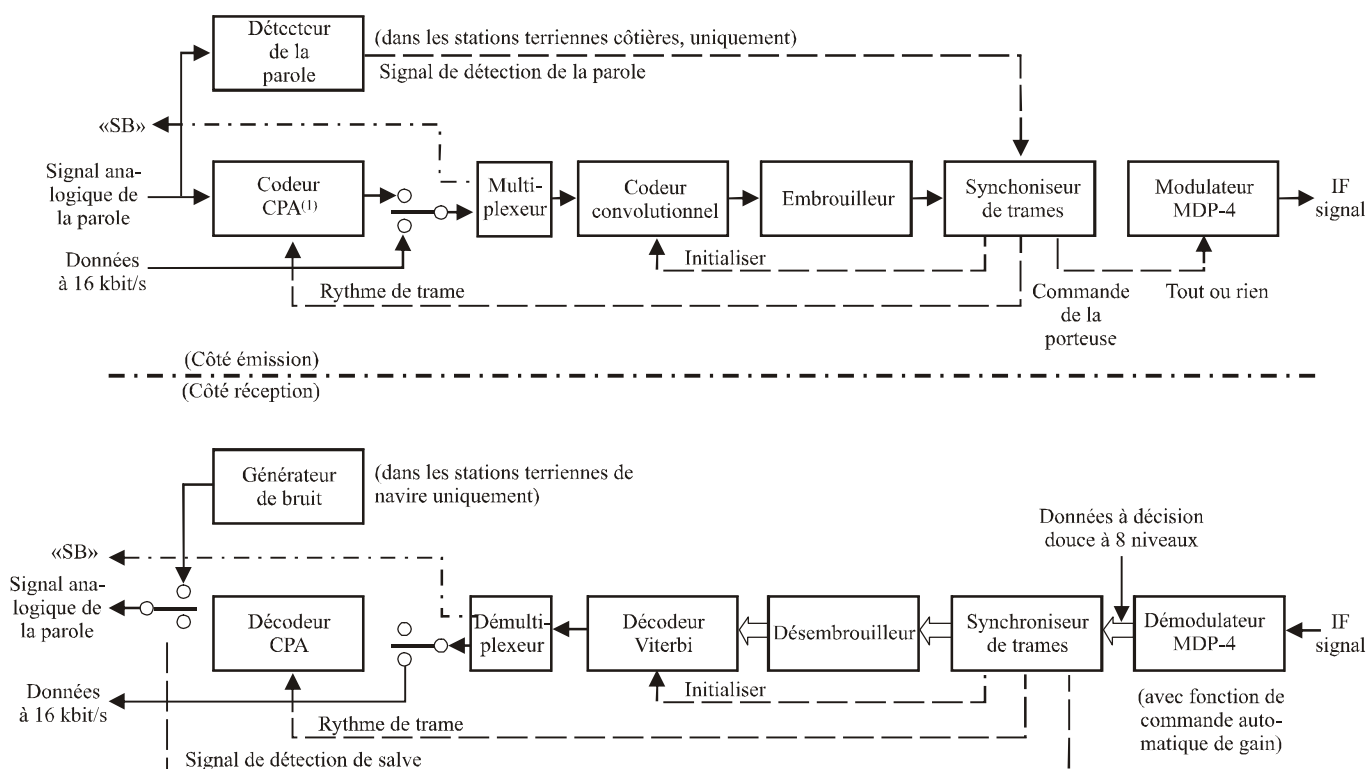 Détecteur
de la
parole
(dans les stations terriennes côtières, uniquement)
Signal de détection de la parole
«SB»
Signal ana-
logique de
la parole
Codeur
CPA(1)
Multi-
plexeur
Codeur
convolutionnel
Embrouilleur
Synchoniseur
de trames
Modulateur
MDP-4
IF
signal
Données
à 16 kbit/s
Initialiser
Rythme de trame
Commande
de la
porteuse
Tout ou rien
(Côté émission)
(Côté réception)
Générateur
de bruit
(dans les stations terriennes de
navire uniquement)
Données à décision
douce à 8 niveaux
«SB»
Signal ana-
logique de
la parole
Décodeur
CPA
Démulti-
plexeur
Décodeur
Viterbi
Désembrouilleur
Synchroniseur
de trames
Démodulateur
MDP-4
IF
signal
Données
à 16 kbit/s
Initialiser
Rythme de trame
(avec fonction de
commande auto-
matique de gain)
Signal de détection de salve